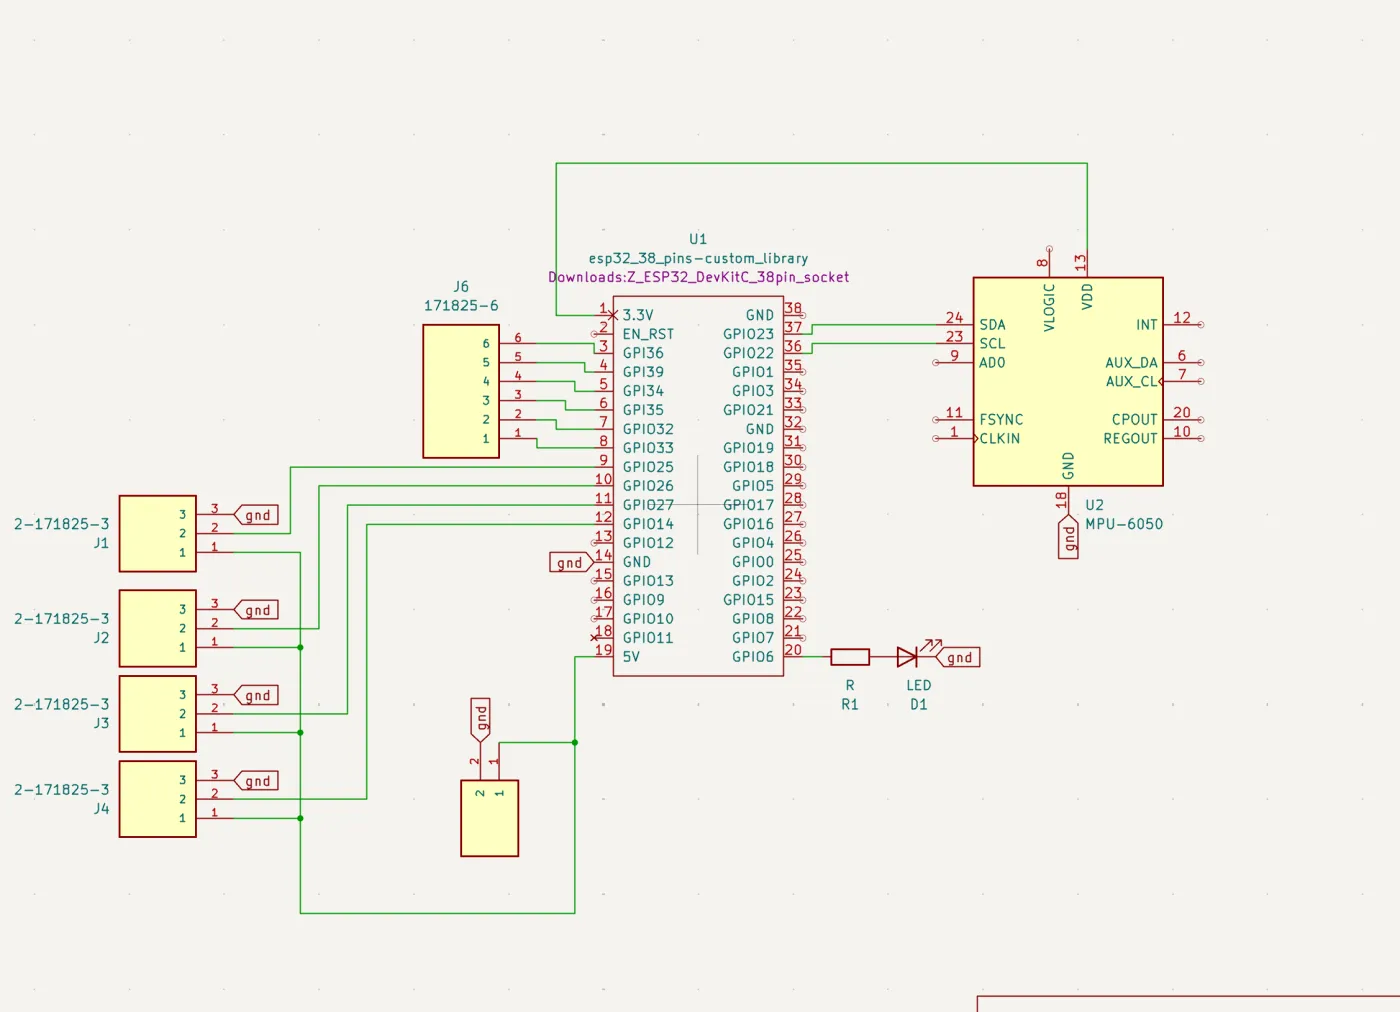 U1
esp32_38_pins-custom_library
Downloads:Z_ESP32_DevKitC_38pin_socket
J6
171825-6
6 6
5 5
4 4
3 3
2 2
1 1
1 3.3V
2 EN_RST
3 GPI36
4 GPI39
5 GPI34
6 GPI35
7 GPIO32
8 GPIO33
9 GPIO25
10 GPIO26
11 GPIO27
12 GPIO14
13 GPIO12
gnd 14 GND
15 GPIO13
16 GPIO9
17 GPIO10
18 GPIO11
19 5V
GND 38
GPIO23 37
GPIO22 36
GPIO1 35
GPIO3 34
GPIO21 33
GND 32
GPIO19 31
GPIO18 30
GPIO5 29
GPIO17 28
GPIO16 27
GPIO4 26
GPIO0 25
GPIO2 24
GPIO15 23
GPIO8 22
GPIO7 21
GPIO6 20
8 VLOGIC
13 VDD
24 SDA
23 SCL
9 AD0
11 FSYNC
1 CLKIN
INT 12
AUX_DA 6
AUX_CL 7
CPOUT 20
REGOUT 10
GND 18
gnd
U2
MPU-6050
2-171825-3
J1
3 3 gnd
2 2
1 1
2-171825-3
J2
3 3 gnd
2 2
1 1
2-171825-3
J3
3 3 gnd
2 2
1 1
2-171825-3
J4
3 3 gnd
2 2
1 1
gnd
2 1
2 1
gnd
R
R1
LED
D1